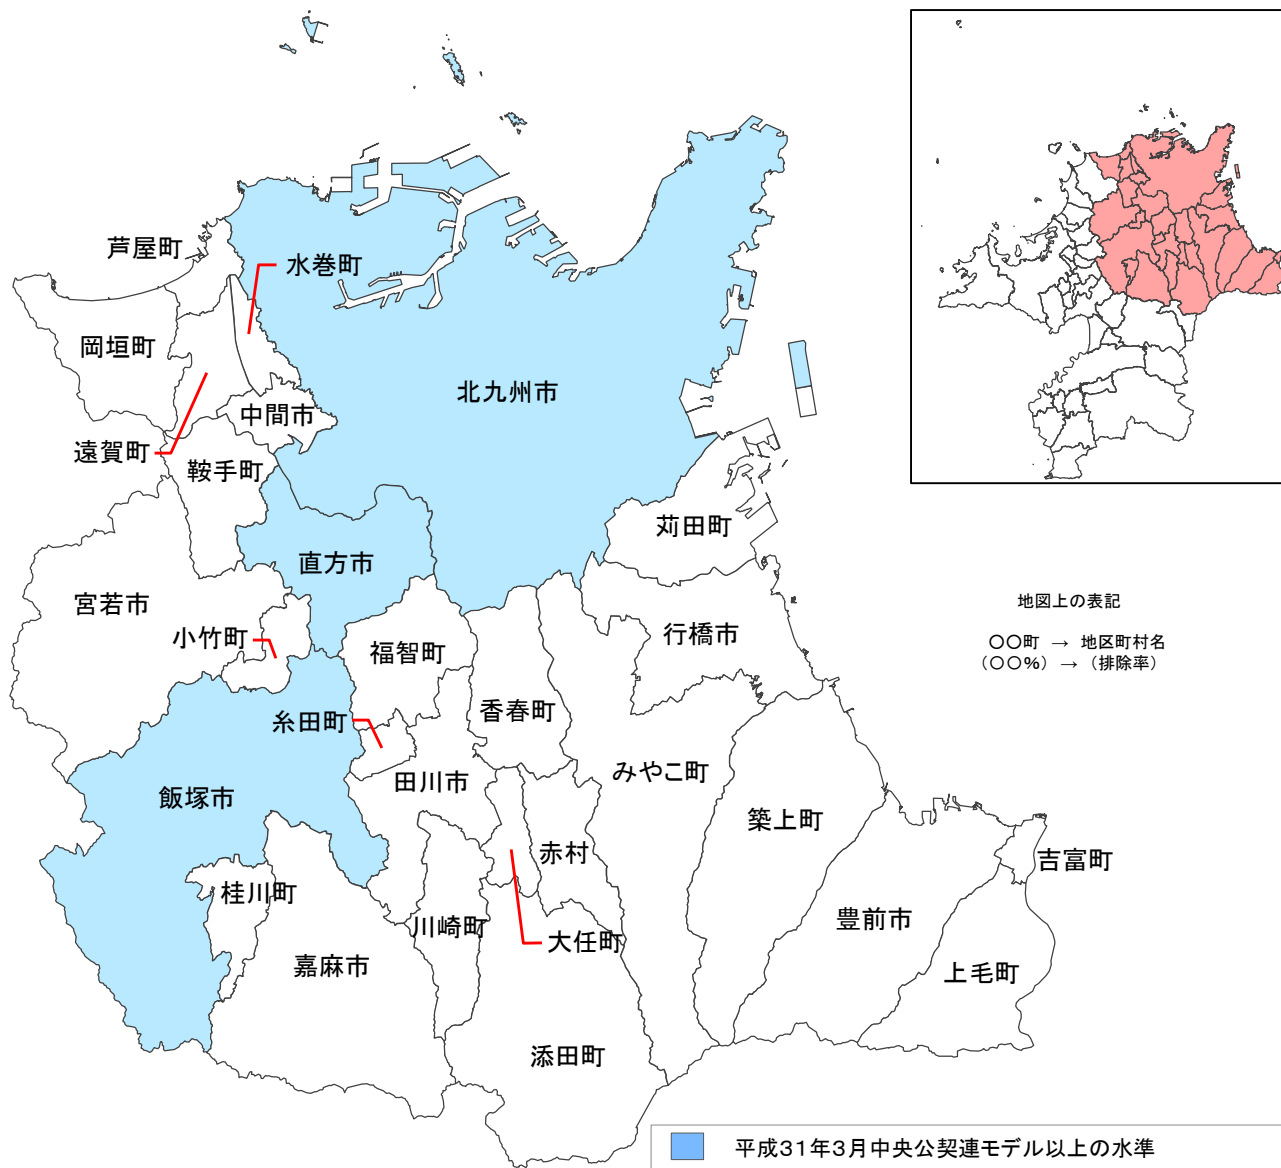 芦屋町
水巻町
岡垣町
北九州市
中間市
遠賀町
鞍手町
苅田町
直方市
宮若市
地図上の表記
小竹町
行橋市
○○町 → 地区町村名
福智町
（○○％）→ （排除率）
香春町
糸田町
みやこ町
田川市
飯塚市
築上町
赤村
吉富町
桂川町
豊前市
川崎町
大任町
嘉麻市
上毛町
添田町
平成31年3月中央公契連モデル以上の水準